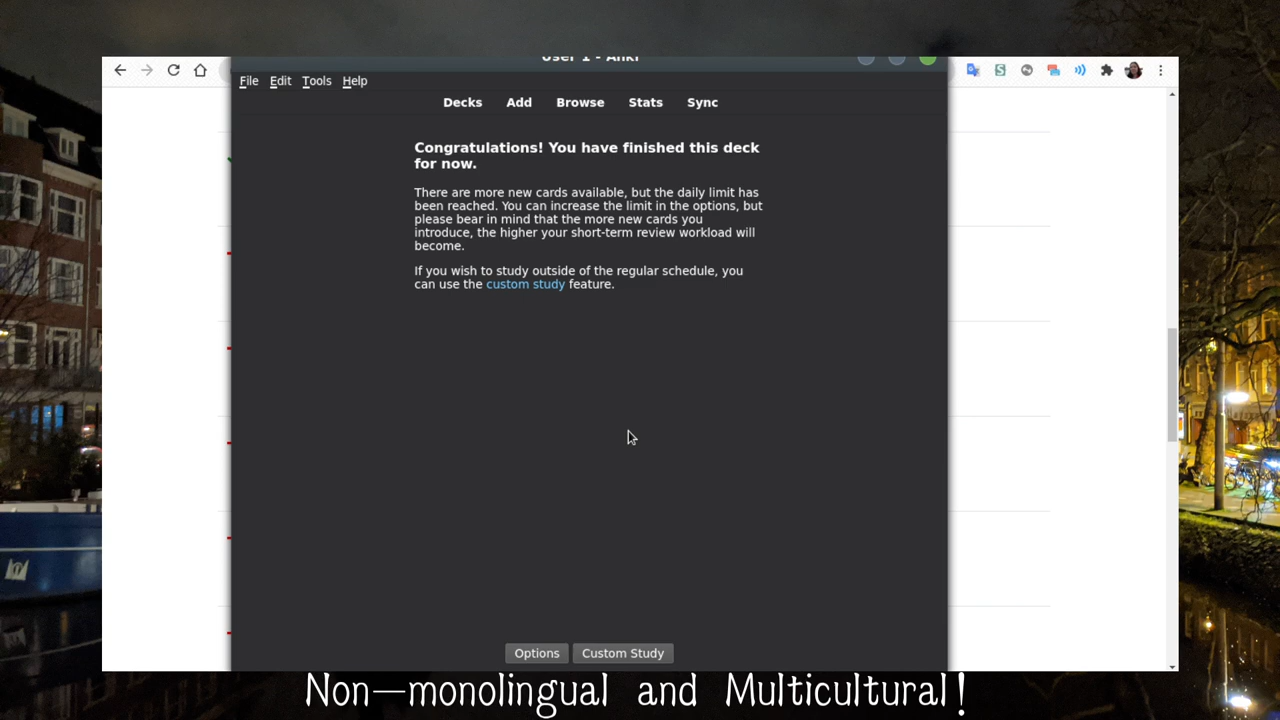 User 1 - Anki
File Edit Tools Help
Decks Add Browse Stats Sync
Congratulations! You have finished this deck
for now.
There are more new cards available, but the daily limit has
been reached. You can increase the limit in the options, but
please bear in mind that the more new cards you
introduce, the higher your short-term review workload will
become.
If you wish to study outside of the regular schedule, you
can use the custom study feature.
Options Custom Study
Non—monolingual and Multicultural!